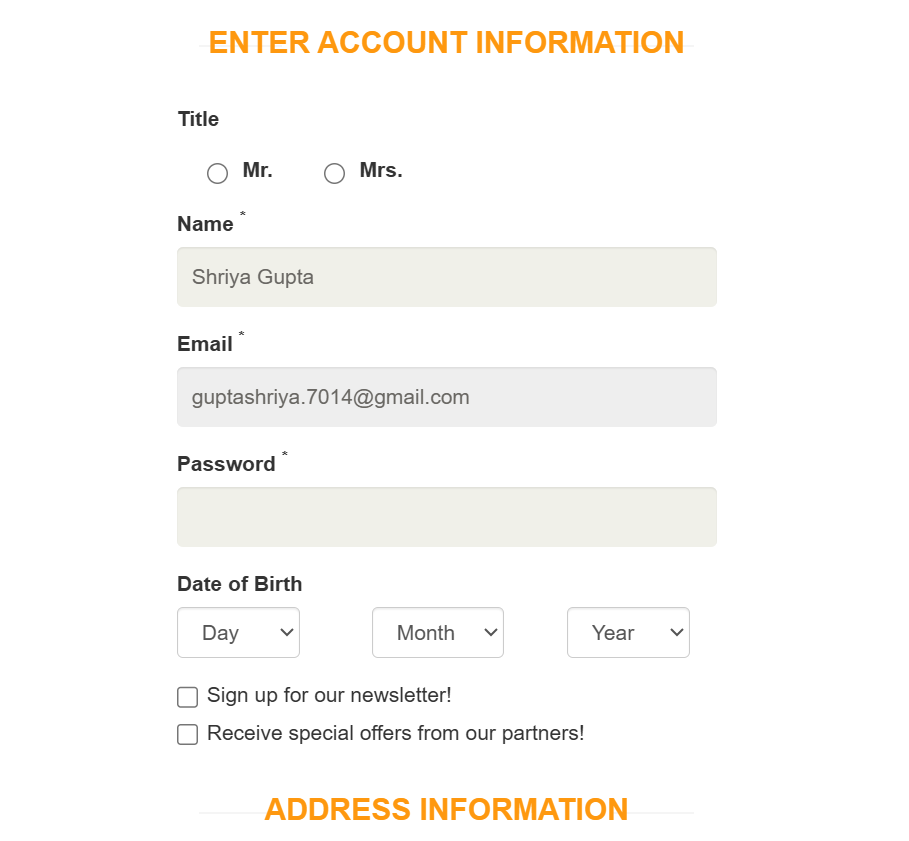 ENTER ACCOUNT INFORMATION
Title
Mr. Mrs.
Name *
Shriya Gupta
Email *
guptashriya.7014@gmail.com
Password *
Date of Birth
Day Month Year
Sign up for our newsletter!
Receive special offers from our partners!
ADDRESS INFORMATION